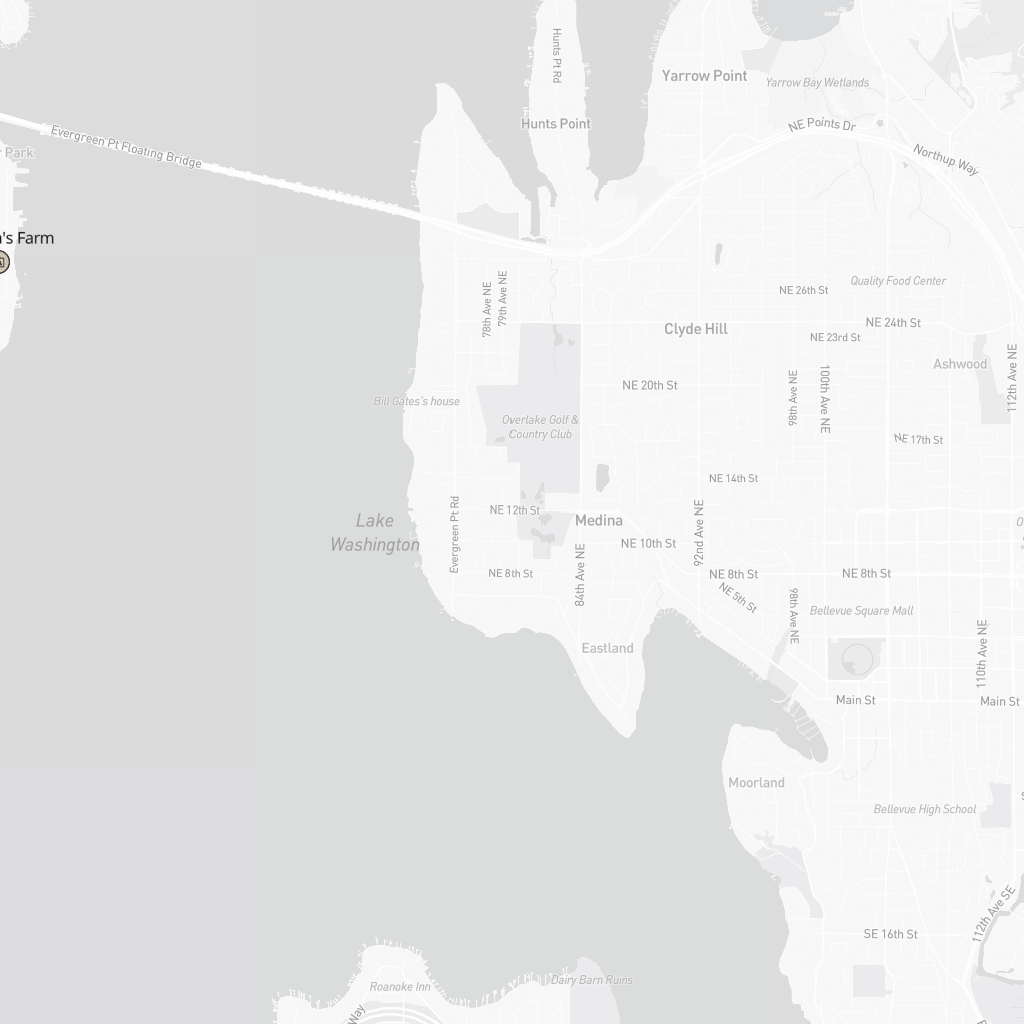 Hunts Pt Rd
Yarrow Point
Yarrow Bay Wetlands
Hunts Point
NE Points Dr
Evergreen Pt Floating Bridge
Park
Northup Way
's Farm
78th Ave NE
79th Ave NE
NE 26th St
Quality Food Center
Clyde Hill
NE 24th St
NE 23rd St
Ashwood
112th Ave NE
NE 20th St
98th Ave NE
100th Ave NE
Bill Gates's house
Overlake Golf &
Country Club
NE 17th St
NE 14th St
Evergreen Pt Rd
NE 12th St
Lake
Washington
Medina
92nd Ave NE
NE 10th St
84th Ave NE
NE 8th St
NE 8th St
NE 8th St
NE 5th St
98th Ave NE
Bellevue Square Mall
Eastland
110th Ave NE
Main St
Main St
Moorland
Bellevue High School
112th Ave SE
SE 16th St
Roanoke Inn
Dairy Barn Ruins
Way